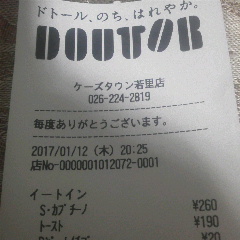 ドトール、のち、はれやか。
DOUTOR
ケーズタウン若里店
026-224-2819
毎度ありがとうございます。
2017/01/12 (木) 20:25
店No-0000001012072-0001
イートイン
S・カプチーノ ¥260
トースト ¥190
¥20